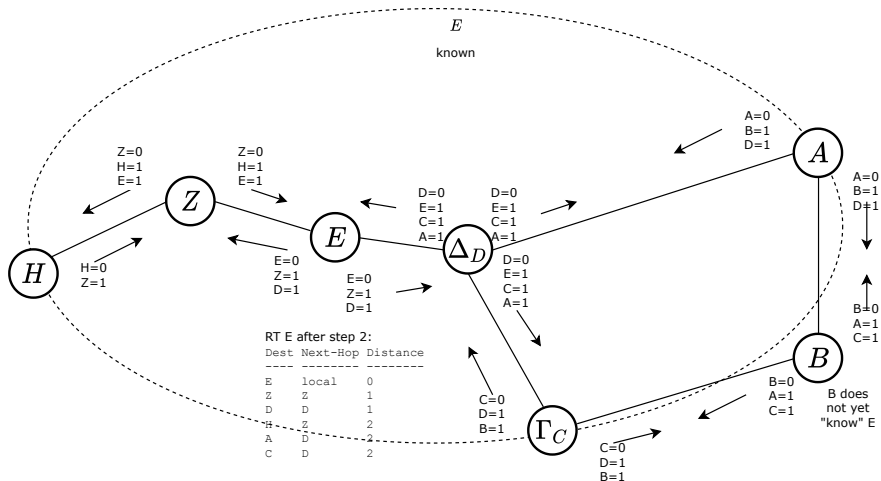 E
known
A=0
B=1
D=1
A
A=0
B=1
D=1
Z=0
H=1
E=1
Z=0
H=1
E=1
Z
D=0
E=1
C=1
A=1
D=0
E=1
C=1
A=1
E
Δ_D
H
H=0
Z=1
E=0
Z=1
D=1
E=0
Z=1
D=1
D=0
E=1
C=1
A=1
B=0
A=1
C=1
B
RT E after step 2:
Dest Next-Hop Distance
---- -------- --------
E local 0
Z Z 1
D D 1
H Z 2
A D 2
C D 2
C=0
D=1
B=1
Γ_C
B=0
A=1
C=1
B does
not yet
"know" E
C=0
D=1
B=1